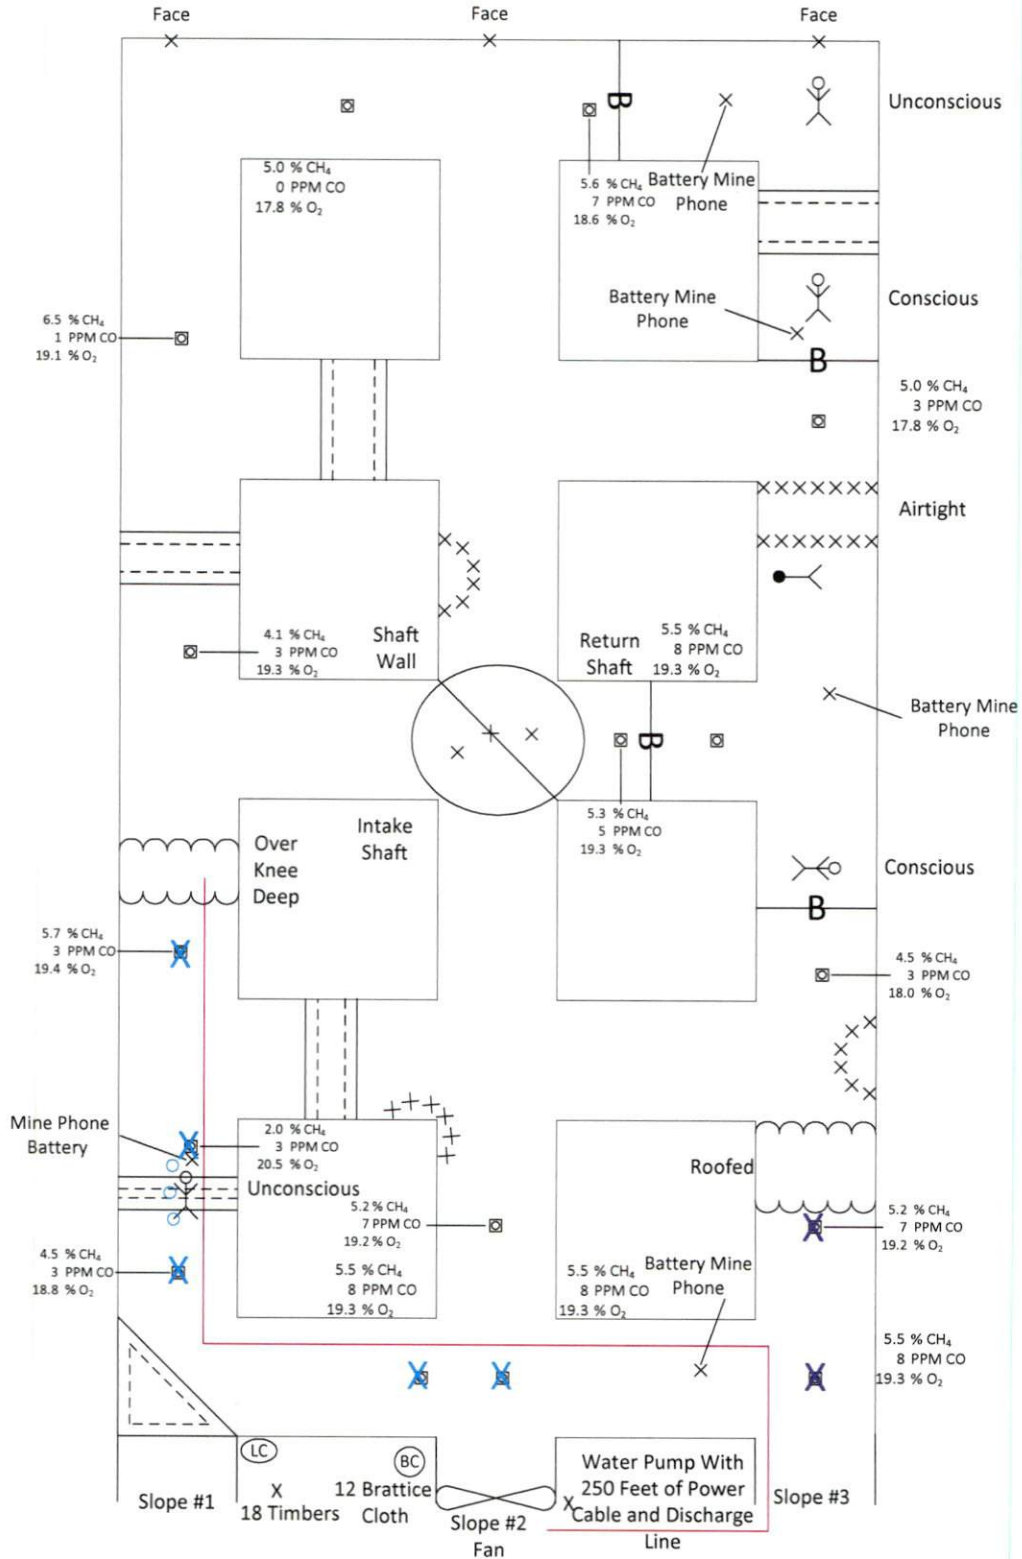 Face
Face
Face
Unconscious
5.0 % CH₄
0 PPM CO
17.8 % O₂
B
5.6 % CH₄
7 PPM CO
18.6 % O₂
Battery Mine
Phone
Battery Mine
Phone
Conscious
6.5 % CH₄
1 PPM CO
19.1 % O₂
B
5.0 % CH₄
3 PPM CO
17.8 % O₂
Airtight
4.1 % CH₄
3 PPM CO
19.3 % O₂
Shaft
Wall
Return
Shaft
5.5 % CH₄
8 PPM CO
19.3 % O₂
Battery Mine
Phone
B
5.3 % CH₄
5 PPM CO
19.3 % O₂
Over
Knee
Deep
Intake
Shaft
Conscious
B
5.7 % CH₄
3 PPM CO
19.4 % O₂
4.5 % CH₄
3 PPM CO
18.0 % O₂
Mine Phone
Battery
2.0 % CH₄
3 PPM CO
20.5 % O₂
Unconscious
5.2 % CH₄
7 PPM CO
19.2 % O₂
Roofed
5.2 % CH₄
7 PPM CO
19.2 % O₂
4.5 % CH₄
3 PPM CO
18.8 % O₂
5.5 % CH₄
8 PPM CO
19.3 % O₂
5.5 % CH₄
8 PPM CO
19.3 % O₂
Battery Mine
Phone
5.5 % CH₄
8 PPM CO
19.3 % O₂
LC
BC
Slope #1
X
18 Timbers
12 Brattice
Cloth
Slope #2
Fan
X
Water Pump With
250 Feet of Power
Cable and Discharge
Line
Slope #3